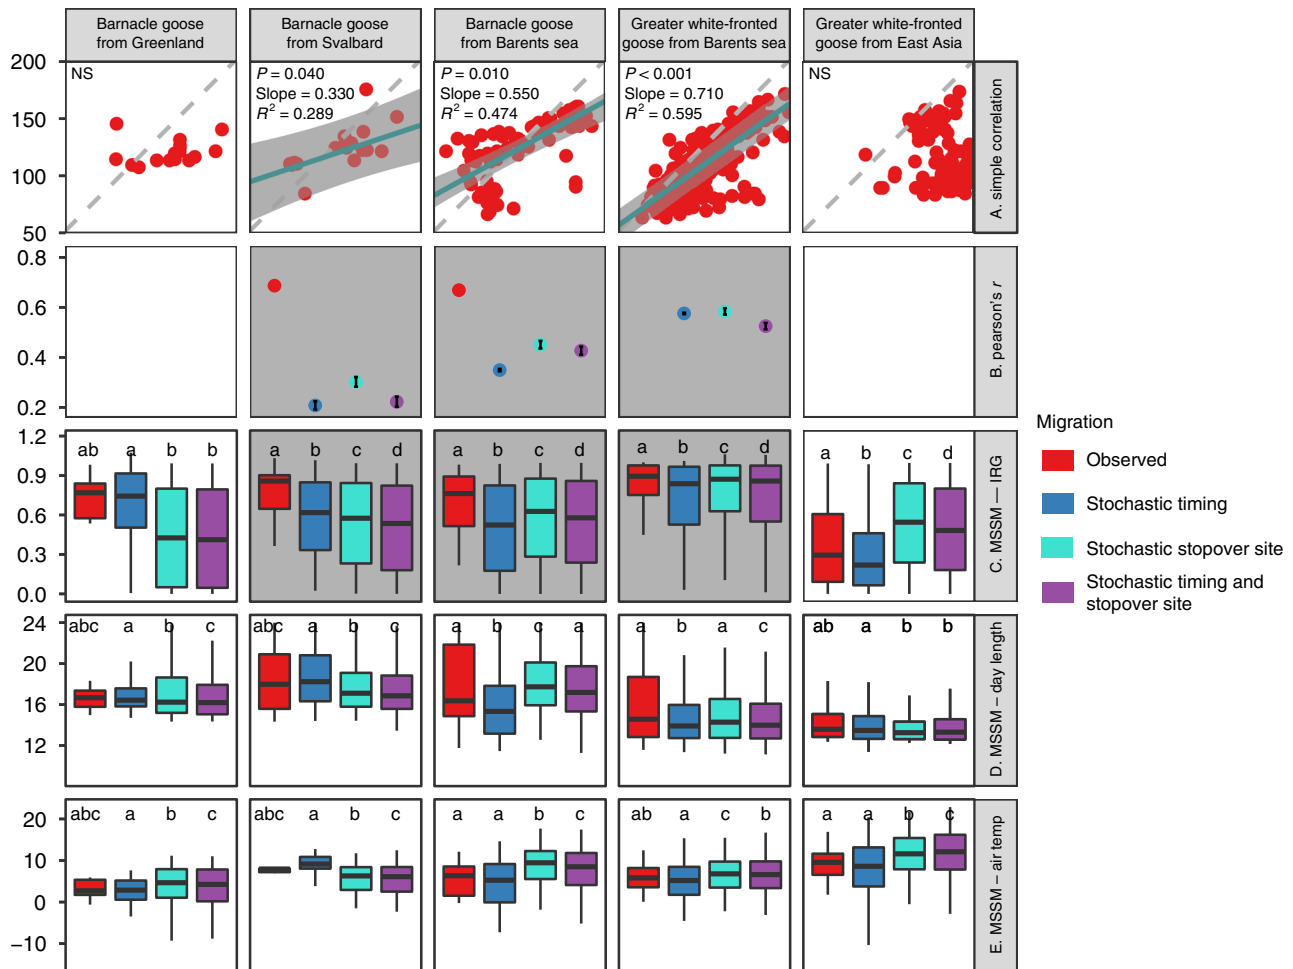 Barnacle goose
from Greenland
Barnacle goose
from Svalbard
Barnacle goose
from Barents sea
Greater white-fronted
goose from Barents sea
Greater white-fronted
goose from East Asia
200
150
100
50
NS
P = 0.040
Slope = 0.330
R² = 0.289
P = 0.010
Slope = 0.550
R² = 0.474
P < 0.001
Slope = 0.710
R² = 0.595
NS
A. simple correlation
0.8
0.6
0.4
0.2
B. pearson's r
1.2
0.9
0.6
0.3
0.0
ab a b b
a b c d
a b c d
a b c d
a b c d
C. MSSM — IRG
24
20
16
12
abc a b c
abc a b c
a b c a
a b a c
ab a b b
D. MSSM – day length
20
10
0
−10
abc a b c
abc a b c
a a b c
ab a c b
a a b c
E. MSSM – air temp
Migration
Observed
Stochastic timing
Stochastic stopover site
Stochastic timing and
stopover site